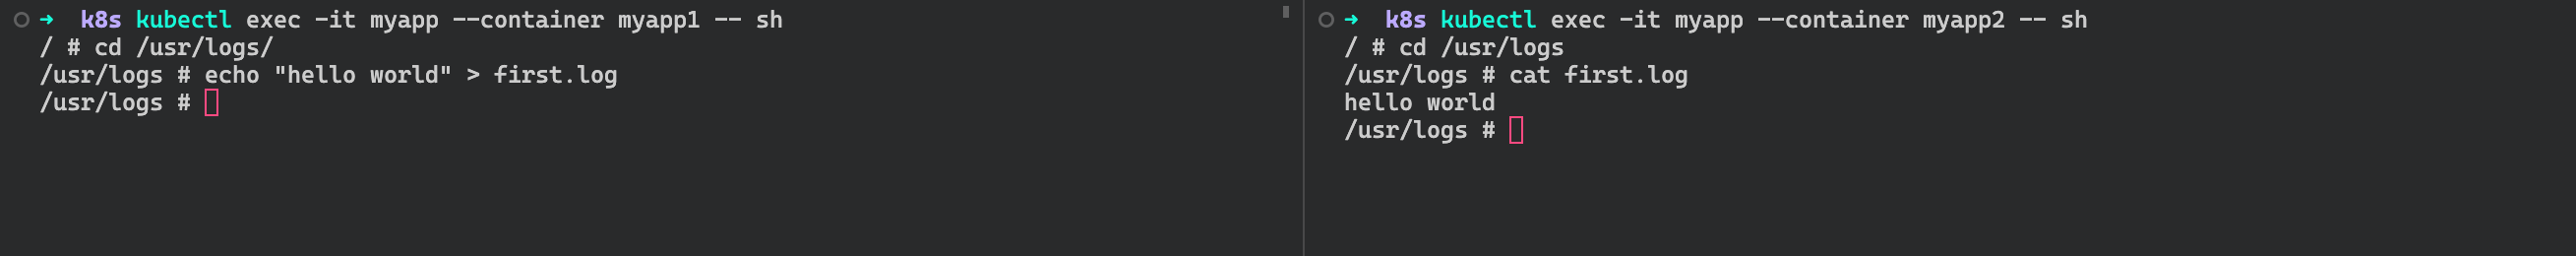 ➜  k8s kubectl exec -it myapp --container myapp1 -- sh
/ # cd /usr/logs/
/usr/logs # echo "hello world" > first.log
/usr/logs #
➜  k8s kubectl exec -it myapp --container myapp2 -- sh
/ # cd /usr/logs
/usr/logs # cat first.log
hello world
/usr/logs #